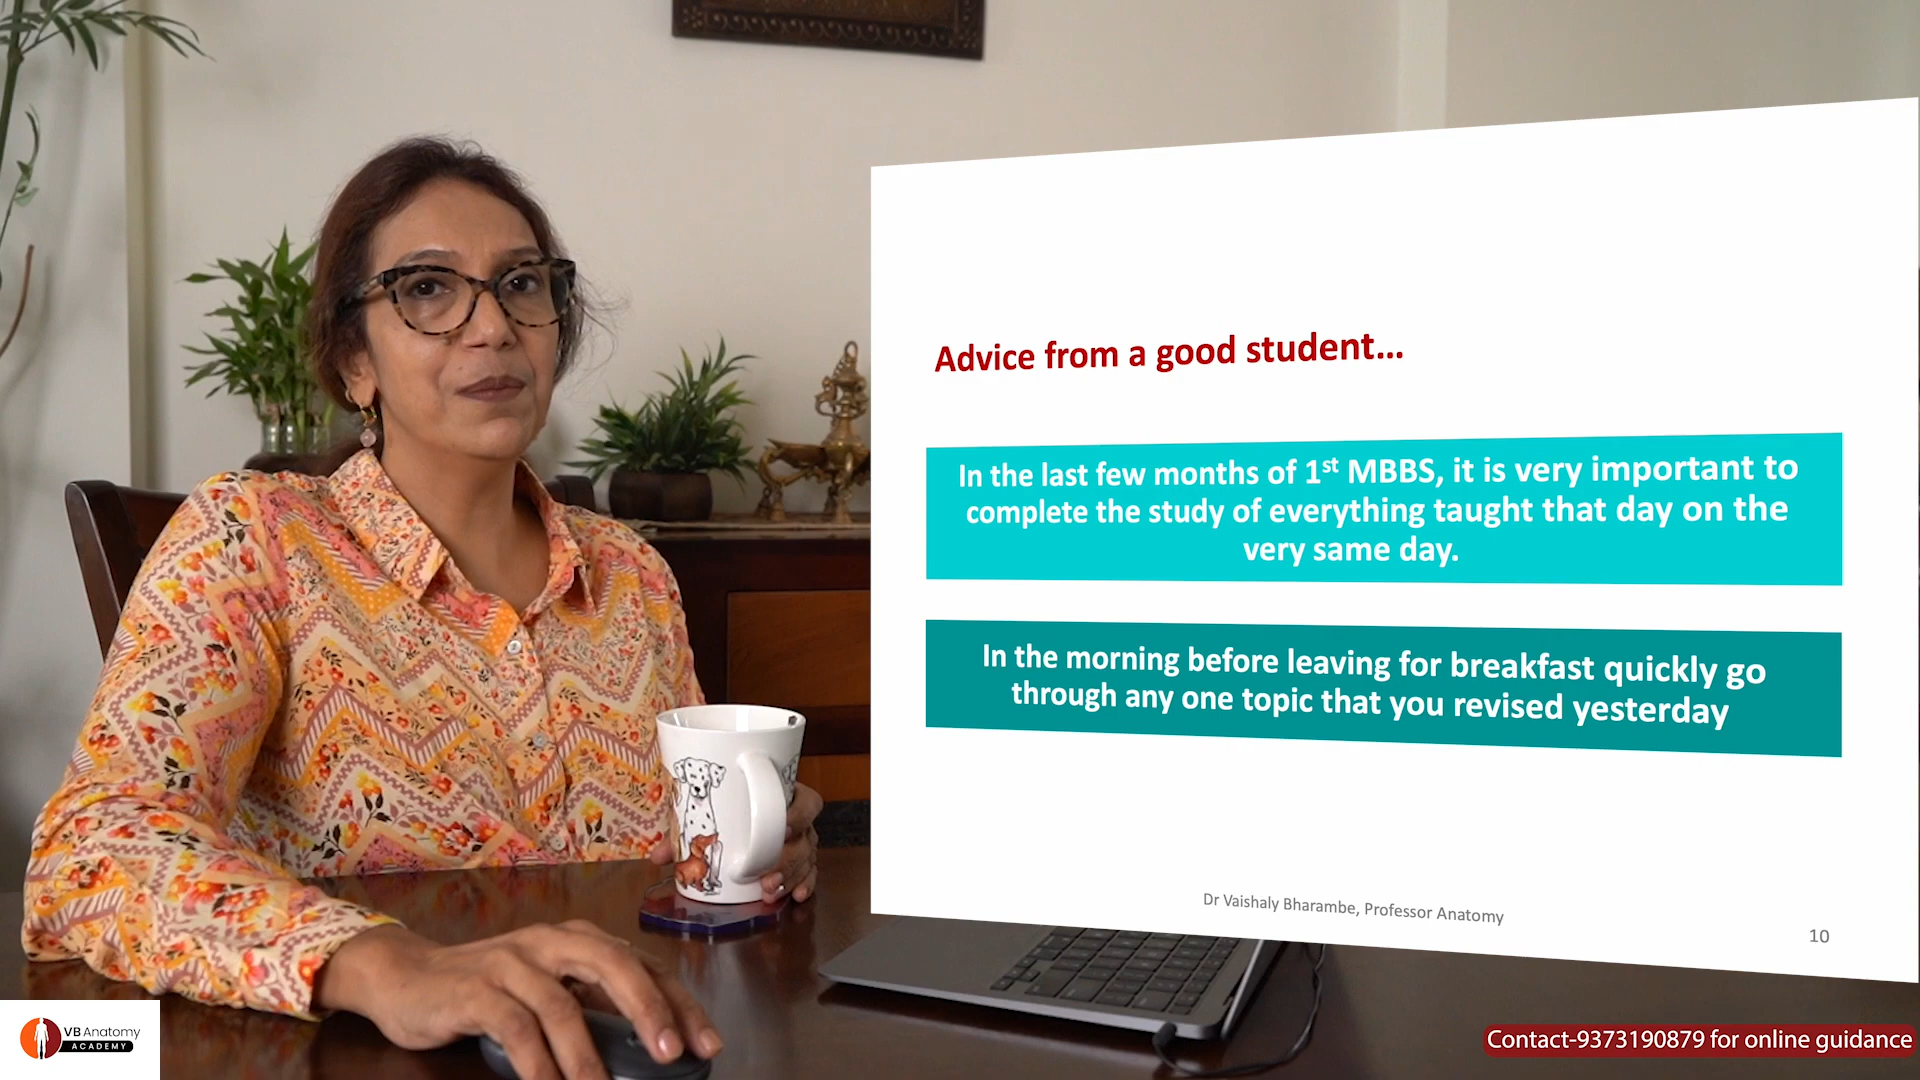 Advice from a good student...
In the last few months of 1st MBBS, it is very important to
complete the study of everything taught that day on the
very same day.
In the morning before leaving for breakfast quickly go
through any one topic that you revised yesterday
Dr Vaishaly Bharambe, Professor Anatomy
10
VB Anatomy
ACADEMY
Contact-9373190879 for online guidance